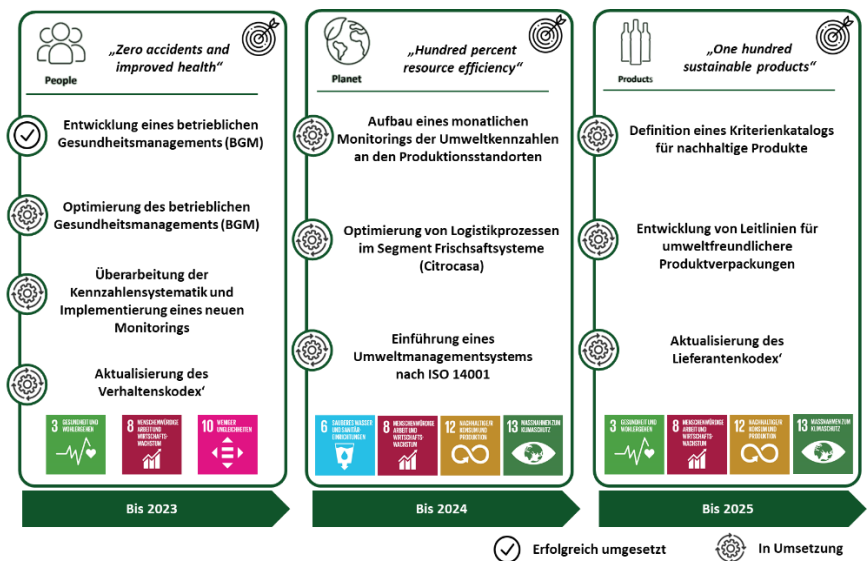 People
„Zero accidents and
improved health“
Entwicklung eines betrieblichen
Gesundheitsmanagements (BGM)
Optimierung des betrieblichen
Gesundheitsmanagements (BGM)
Überarbeitung der
Kennzahlensystematik und
Implementierung eines neuen
Monitorings
Aktualisierung des
Verhaltenskodex‘
3 GESUNDHEIT UND
WOHLERGEHEN
8 MENSCHENWÜRDIGE
ARBEIT UND
WIRTSCHAFTS-
WACHSTUM
10 WENIGER
UNGLEICHHEITEN
Bis 2023
Planet
„Hundred percent
resource efficiency“
Aufbau eines monatlichen
Monitorings der Umweltkennzahlen
an den Produktionsstandorten
Optimierung von Logistikprozessen
im Segment Frischsaftsysteme
(Citrocasa)
Einführung eines
Umweltmanagementsystems
nach ISO 14001
6 SAUBERES WASSER
UND SANITÄR-
EINRICHTUNGEN
8 MENSCHENWÜRDIGE
ARBEIT UND
WIRTSCHAFTS-
WACHSTUM
12 NACHHALTIGE/R
KONSUM UND
PRODUKTION
13 MASSNAHMEN ZUM
KLIMASCHUTZ
Bis 2024
Products
„One hundred
sustainable products“
Definition eines Kriterienkatalogs
für nachhaltige Produkte
Entwicklung von Leitlinien für
umweltfreundlichere
Produktverpackungen
Aktualisierung des
Lieferantenkodex‘
3 GESUNDHEIT UND
WOHLERGEHEN
8 MENSCHENWÜRDIGE
ARBEIT UND
WIRTSCHAFTS-
WACHSTUM
12 NACHHALTIGE/R
KONSUM UND
PRODUKTION
13 MASSNAHMEN ZUM
KLIMASCHUTZ
Bis 2025
Erfolgreich umgesetzt
In Umsetzung